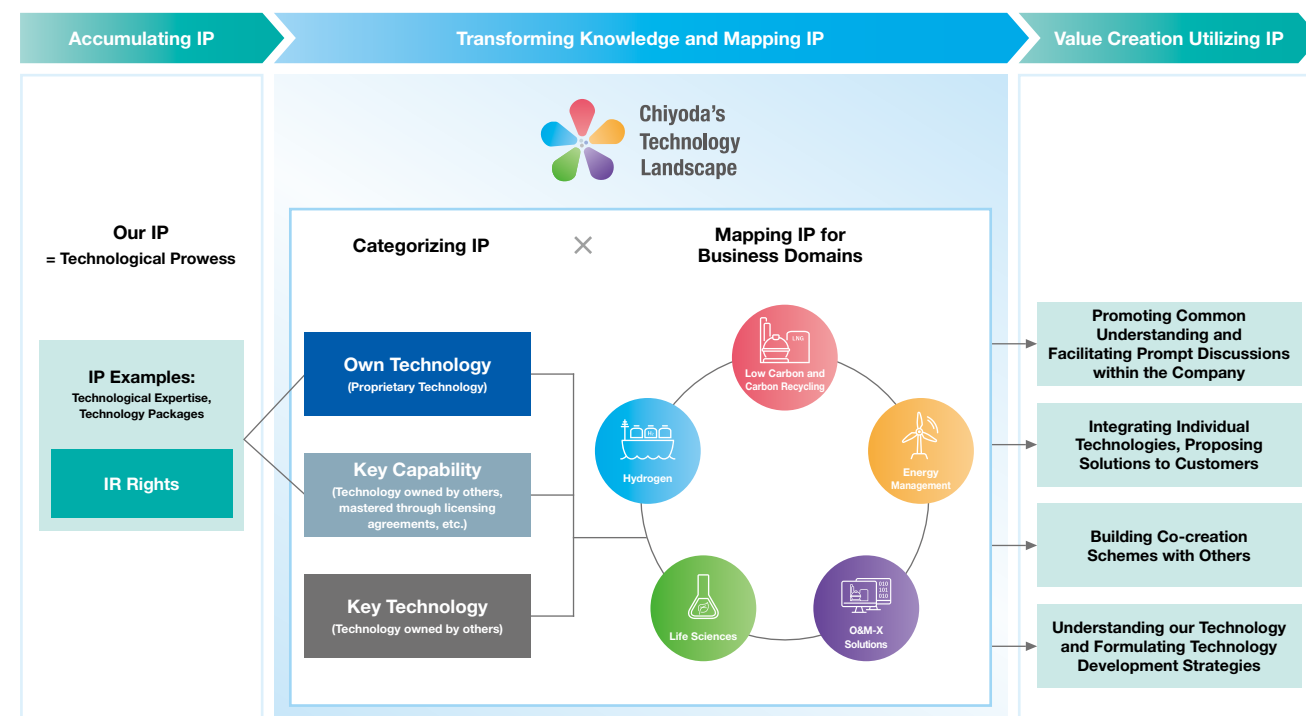 Accumulating IP
Transforming Knowledge and Mapping IP
Value Creation Utilizing IP
Chiyoda's
Technology
Landscape
Our IP
= Technological Prowess
IP Examples:
Technological Expertise,
Technology Packages
IR Rights
Categorizing IP
×
Mapping IP for
Business Domains
Own Technology
(Proprietary Technology)
Key Capability
(Technology owned by others,
mastered through licensing
agreements, etc.)
Key Technology
(Technology owned by others)
LNG
Low Carbon and
Carbon Recycling
H₂
Hydrogen
Energy
Management
Life Sciences
010
101
010
O&M-X
Solutions
Promoting Common
Understanding and
Facilitating Prompt Discussions
within the Company
Integrating Individual
Technologies, Proposing
Solutions to Customers
Building Co-creation
Schemes with Others
Understanding our Technology
and Formulating Technology
Development Strategies